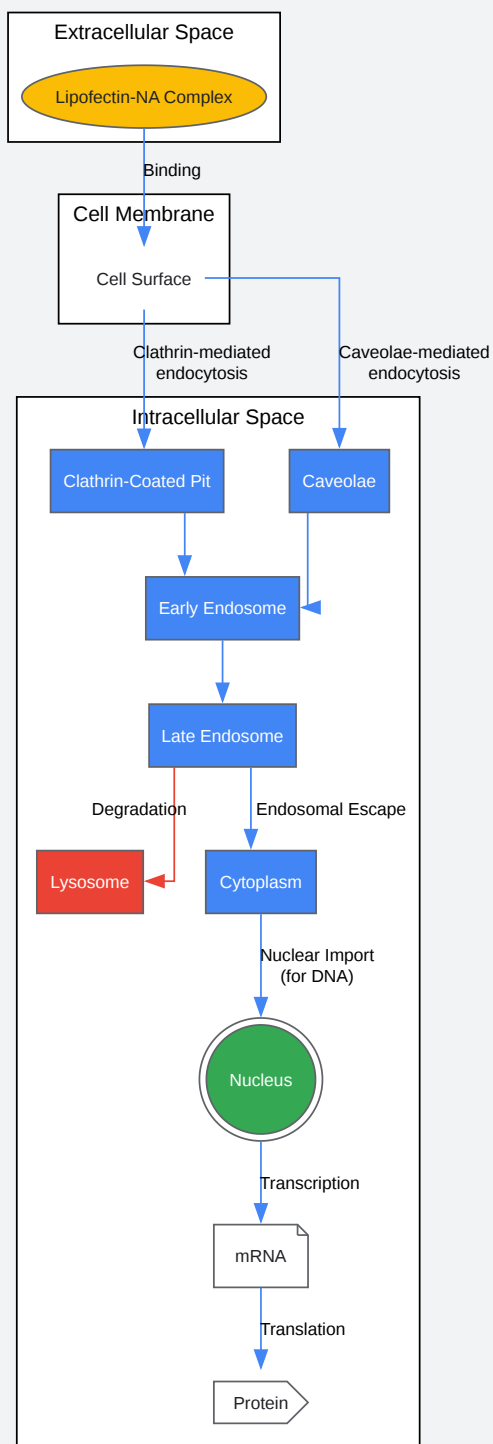 Extracellular Space
Lipofectin-NA Complex
Binding
Cell Membrane
Cell Surface
Clathrin-mediated
endocytosis
Caveolae-mediated
endocytosis
Intracellular Space
Clathrin-Coated Pit
Caveolae
Early Endosome
Late Endosome
Degradation
Endosomal Escape
Lysosome
Cytoplasm
Nuclear Import
(for DNA)
Nucleus
Transcription
mRNA
Translation
Protein